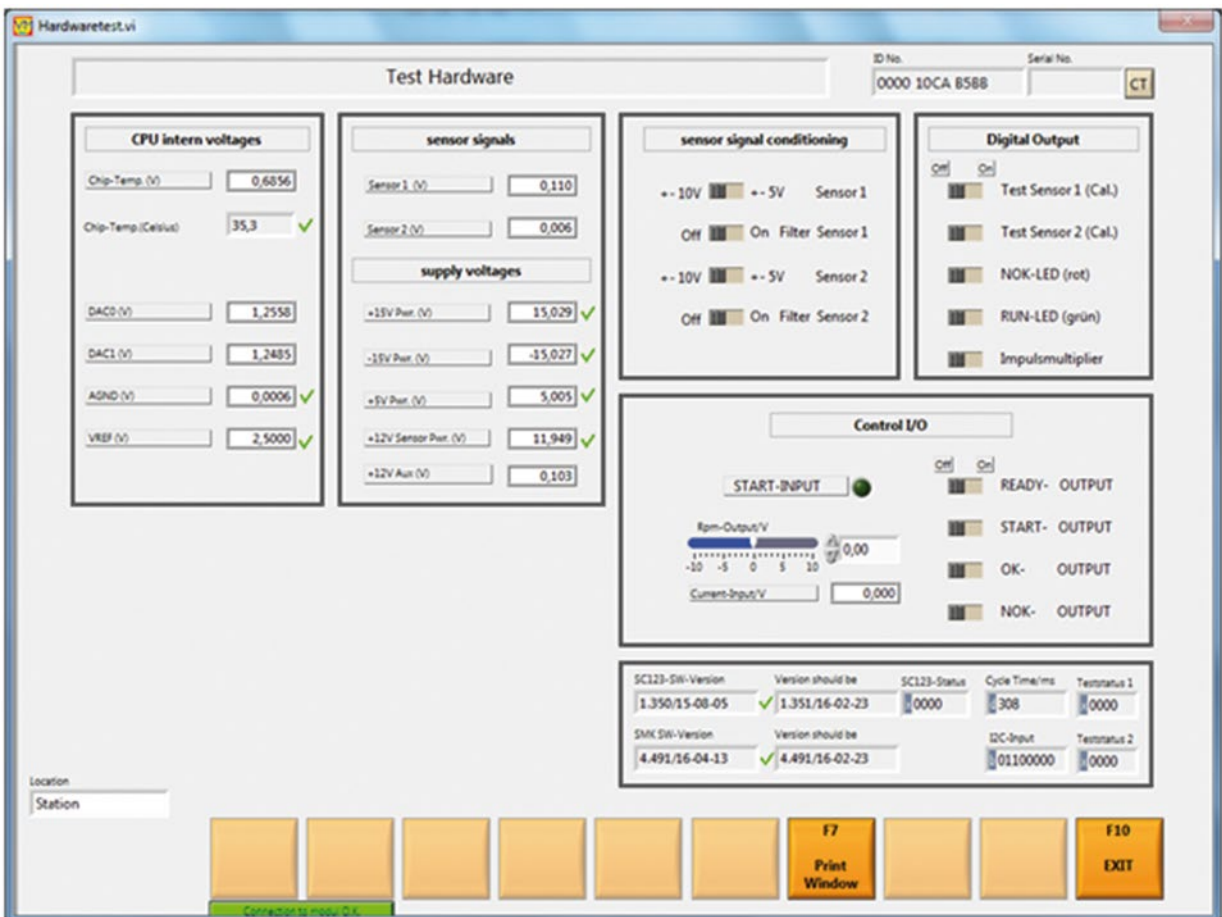 Hardwaretest.vi
Test Hardware
ID No.
0000 10CA B5BB
Serial No.
CT
CPU intern voltages
Chip-Temp. (V) 0,6856
Chip-Temp.(Celsius) 35,3
DAC0 (V) 1,2558
DAC1 (V) 1,2485
AGND (V) 0,0006
VREF (V) 2,5000
sensor signals
Sensor 1 (V) 0,110
Sensor 2 (V) 0,006
supply voltages
+15V Pwr. (V) 15,029
-15V Pwr. (V) -15,027
+5V Pwr. (V) 5,005
+12V Sensor Pwr. (V) 11,949
+12V Aux (V) 0,103
sensor signal conditioning
+- 10V +- 5V Sensor 1
Off On Filter Sensor 1
+- 10V +- 5V Sensor 2
Off On Filter Sensor 2
Digital Output
Off On
Test Sensor 1 (Cal.)
Test Sensor 2 (Cal.)
NOK-LED (rot)
RUN-LED (grün)
Impulsmultiplier
Control I/O
START-INPUT
Rpm-Output/V
0,00
-10 -5 0 5 10
Current-Input/V 0,000
Off On
READY- OUTPUT
START- OUTPUT
OK- OUTPUT
NOK- OUTPUT
SC123-SW-Version Version should be SC123-Status Cycle Time/ms Teststatus 1
1.350/15-08-05 1.351/16-02-23 0000 308 0000
SMK SW-Version Version should be I2C-Input Teststatus 2
4.491/16-04-13 4.491/16-02-23 01100000 0000
Location
Station
F7
Print
Window
F10
EXIT
Connection to modul O.K.